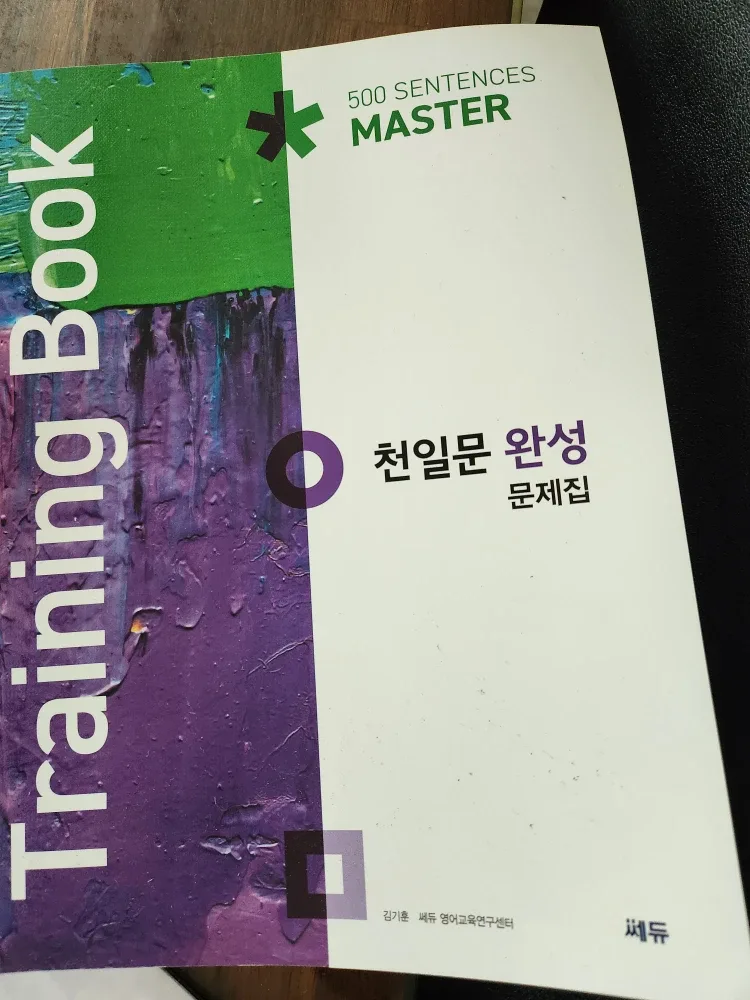 Training Book
500 SENTENCES
MASTER
천일문 완성
문제집
김기훈 쎄듀 영어교육연구센터
쎄듀